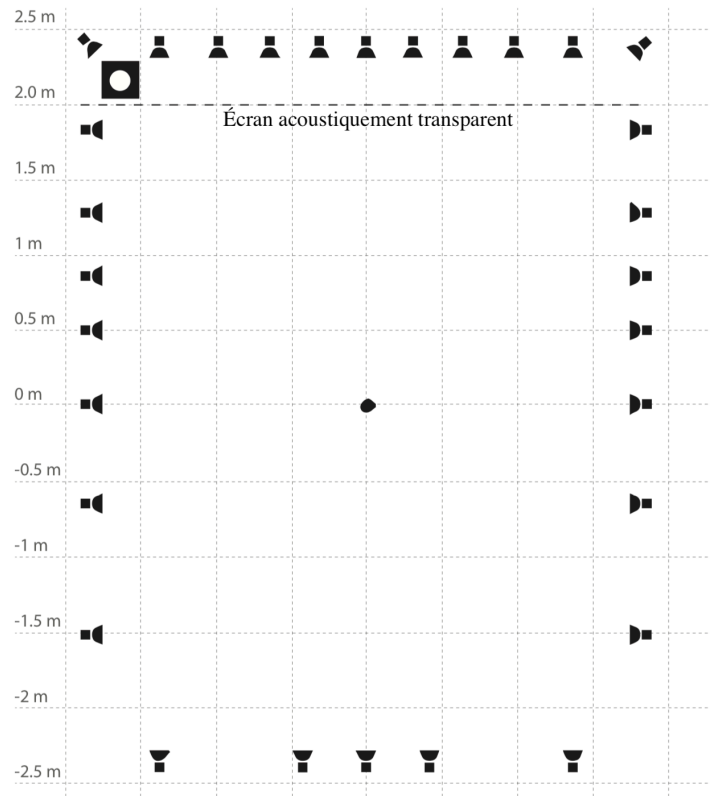 2.5 m
2.0 m
Écran acoustiquement transparent
1.5 m
1 m
0.5 m
0 m
-0.5 m
-1 m
-1.5 m
-2 m
-2.5 m